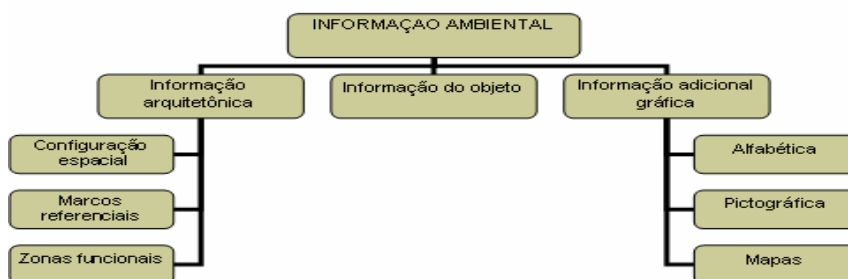 INFORMAÇAO AMBIENTAL
Informação
arquitetônica
Informação do objeto
Informação adicional
gráfica
Configuração
espacial
Marcos
referenciais
Zonas funcionais
Alfabética
Pictográfica
Mapas